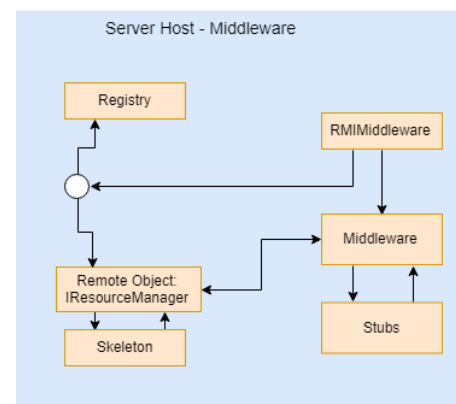 Server Host - Middleware
Registry
RMIMiddleware
Middleware
Remote Object:
IResourceManager
Skeleton
Stubs